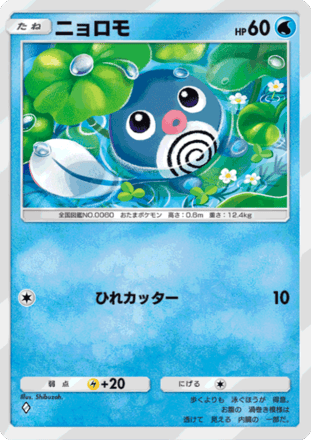 たね ニョロモ HP60
全国図鑑NO.0060 おたまポケモン 高さ：0.6m 重さ：12.4kg
ひれカッター 10
弱点 +20 にげる
Illus. Shibuzoh.
歩くよりも 泳ぐほうが 得意。
お腹の 渦巻き模様は
透けて 見える 内臓の 一部だ。